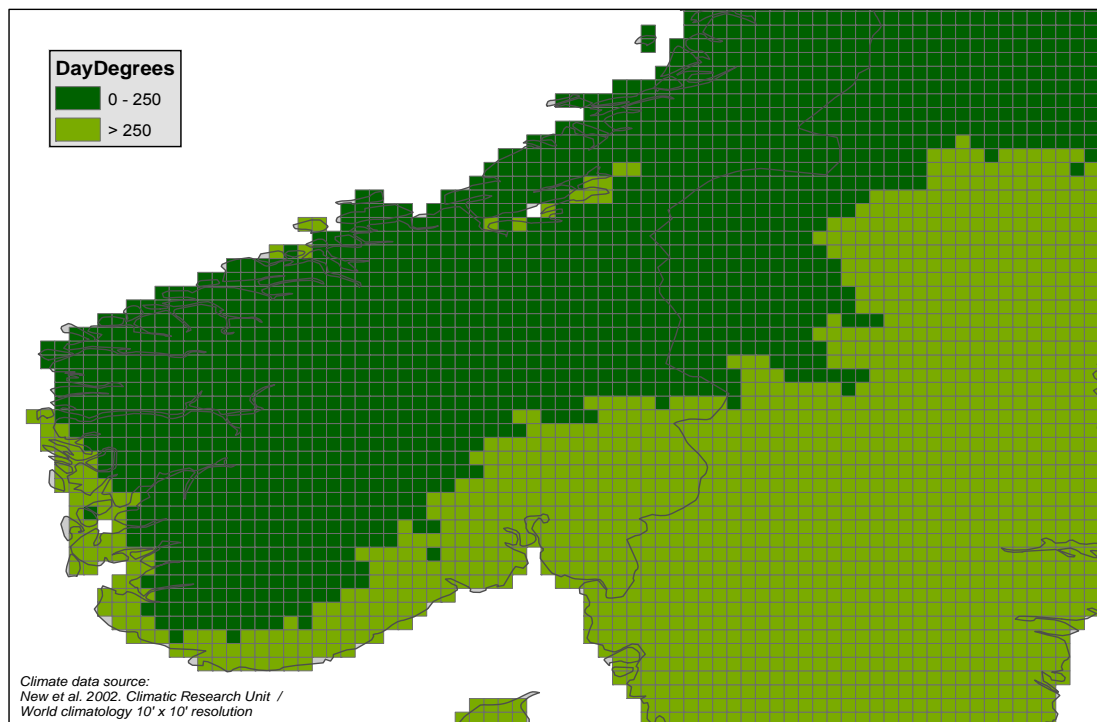 DayDegrees
0 - 250
> 250
Climate data source:
New et al. 2002. Climatic Research Unit /
World climatology 10' x 10' resolution